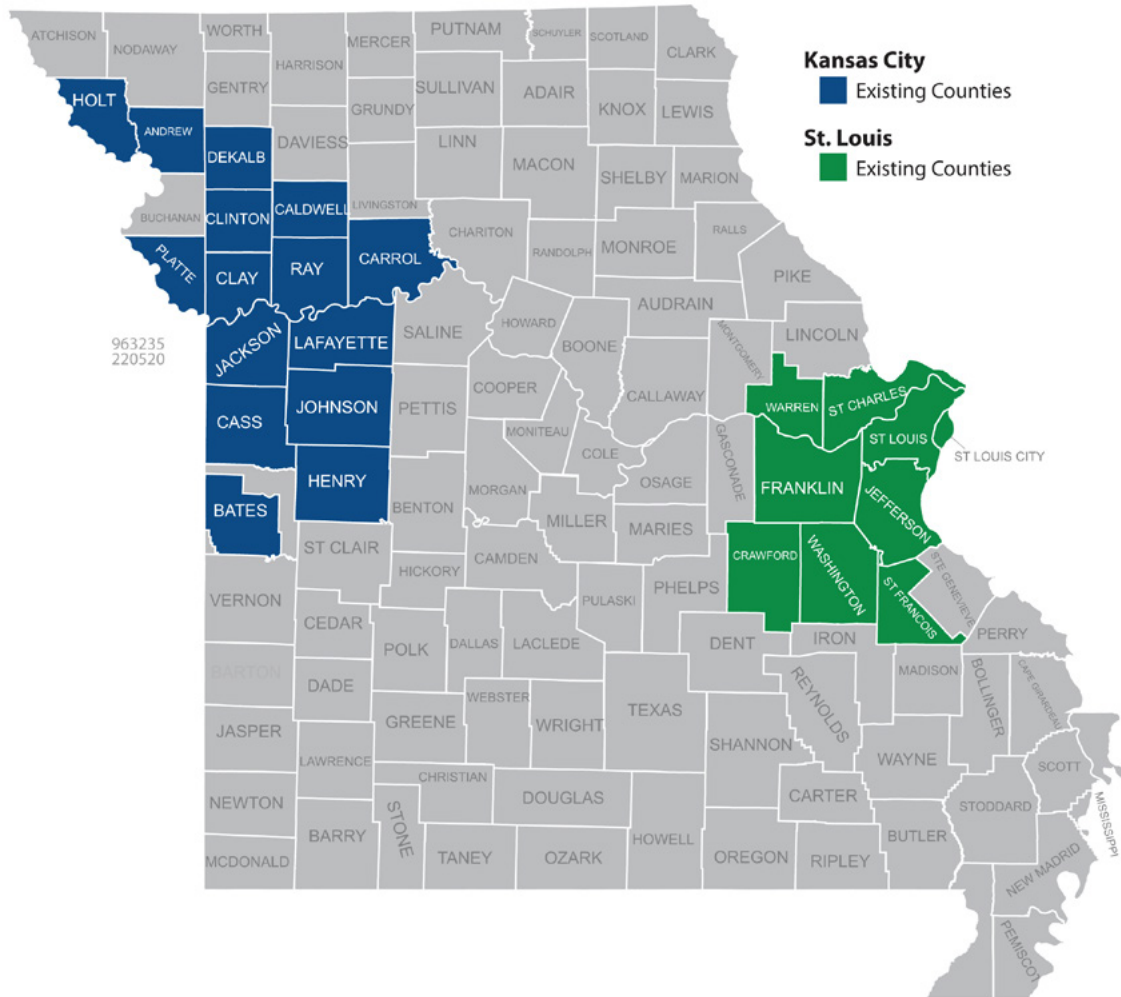 ATCHISON
NODAWAY
WORTH
HARRISON
MERCER
PUTNAM
SCHUYLER
SCOTLAND
CLARK
Kansas City
Existing Counties
St. Louis
Existing Counties
HOLT
GENTRY
SULLIVAN
ADAIR
KNOX
LEWIS
GRUNDY
ANDREW
DEKALB
DAVIESS
LINN
MACON
SHELBY
MARION
BUCHANAN
CLINTON
CALDWELL
LIVINGSTON
CHARITON
RANDOLPH
MONROE
RALLS
PIKE
PLATTE
CLAY
RAY
CARROL
AUDRAIN
963235
220520
JACKSON
LAFAYETTE
SALINE
HOWARD
BOONE
MONTGOMERY
LINCOLN
COOPER
CALLAWAY
WARREN
ST CHARLES
CASS
JOHNSON
PETTIS
MONITEAU
COLE
GASCONADE
ST LOUIS
ST LOUIS CITY
HENRY
MORGAN
OSAGE
FRANKLIN
JEFFERSON
BATES
BENTON
MILLER
MARIES
ST CLAIR
HICKORY
CAMDEN
CRAWFORD
WASHINGTON
ST FRANCOIS
STE GENEVIEVE
VERNON
CEDAR
PULASKI
PHELPS
POLK
DALLAS
LACLEDE
DENT
IRON
PERRY
BARTON
DADE
MADISON
BOLLINGER
CAPE GIRARDEAU
GREENE
WEBSTER
WRIGHT
TEXAS
REYNOLDS
JASPER
LAWRENCE
SHANNON
WAYNE
SCOTT
CHRISTIAN
DOUGLAS
CARTER
STODDARD
MISSISSIPPI
NEWTON
BARRY
STONE
HOWELL
BUTLER
MCDONALD
TANEY
OZARK
OREGON
RIPLEY
NEW MADRID
PEMISCOT